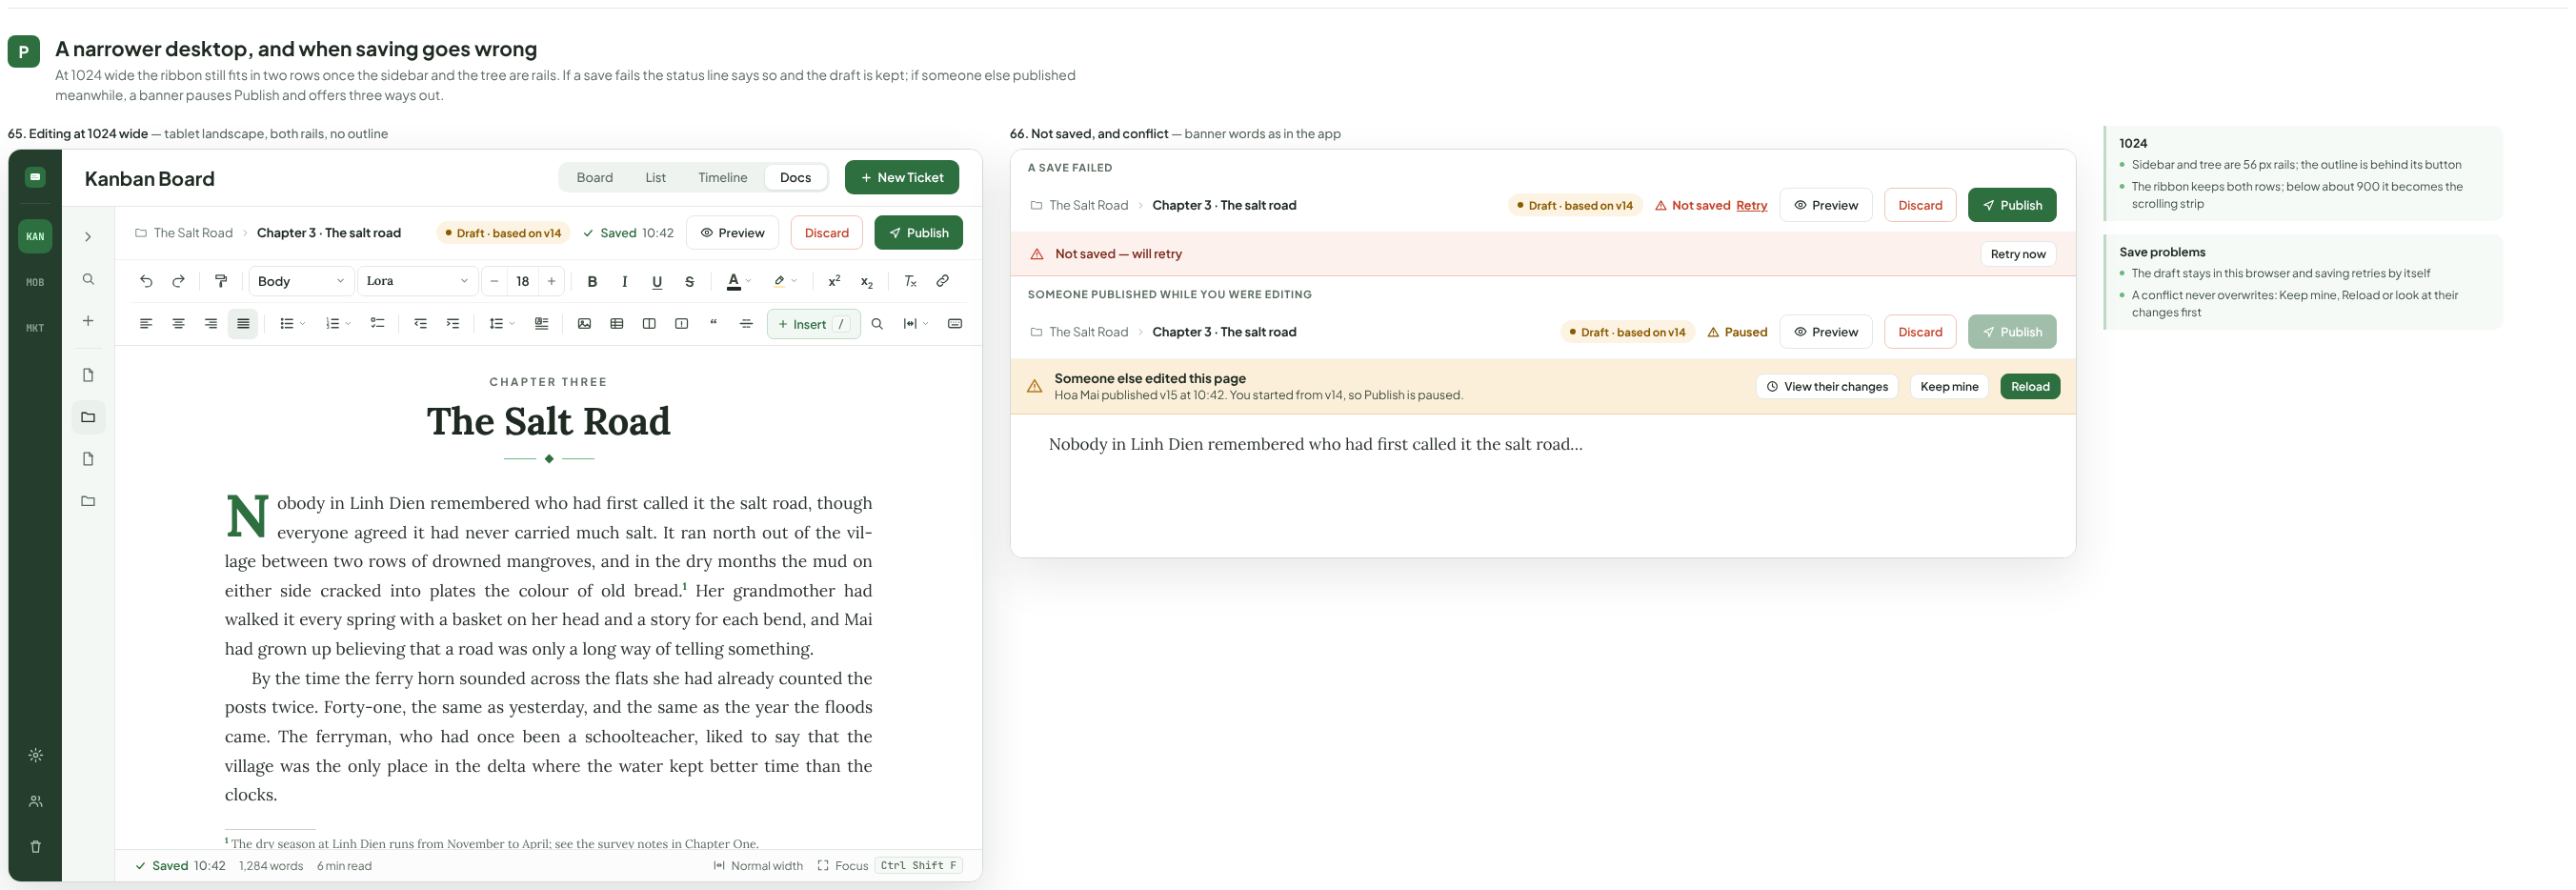 P
A narrower desktop, and when saving goes wrong
At 1024 wide the ribbon still fits in two rows once the sidebar and the tree are rails. If a save fails the status line says so and the draft is kept; if someone else published
meanwhile, a banner pauses Publish and offers three ways out.
65. Editing at 1024 wide — tablet landscape, both rails, no outline
KAN
MOB
MKT
Kanban Board
Board List Timeline Docs + New Ticket
The Salt Road > Chapter 3 · The salt road Draft · based on v14 Saved 10:42 Preview Discard Publish
Body Lora − 18 + B I U S A x² x₂ Tx
“ + Insert /
CHAPTER THREE
The Salt Road
Nobody in Linh Dien remembered who had first called it the salt road, though
everyone agreed it had never carried much salt. It ran north out of the vil-
lage between two rows of drowned mangroves, and in the dry months the mud on
either side cracked into plates the colour of old bread.¹ Her grandmother had
walked it every spring with a basket on her head and a story for each bend, and Mai
had grown up believing that a road was only a long way of telling something.
By the time the ferry horn sounded across the flats she had already counted the
posts twice. Forty-one, the same as yesterday, and the same as the year the floods
came. The ferryman, who had once been a schoolteacher, liked to say that the
village was the only place in the delta where the water kept better time than the
clocks.
¹ The dry season at Linh Dien runs from November to April; see the survey notes in Chapter One.
Saved 10:42 1,284 words 6 min read Normal width Focus Ctrl Shift F
66. Not saved, and conflict — banner words as in the app
A SAVE FAILED
The Salt Road > Chapter 3 · The salt road Draft · based on v14 Not saved Retry Preview Discard Publish
Not saved — will retry Retry now
SOMEONE PUBLISHED WHILE YOU WERE EDITING
The Salt Road > Chapter 3 · The salt road Draft · based on v14 Paused Preview Discard Publish
Someone else edited this page
Hoa Mai published v15 at 10:42. You started from v14, so Publish is paused.
View their changes Keep mine Reload
Nobody in Linh Dien remembered who had first called it the salt road…
1024
Sidebar and tree are 56 px rails; the outline is behind its button
The ribbon keeps both rows; below about 900 it becomes the
scrolling strip
Save problems
The draft stays in this browser and saving retries by itself
A conflict never overwrites: Keep mine, Reload or look at their
changes first